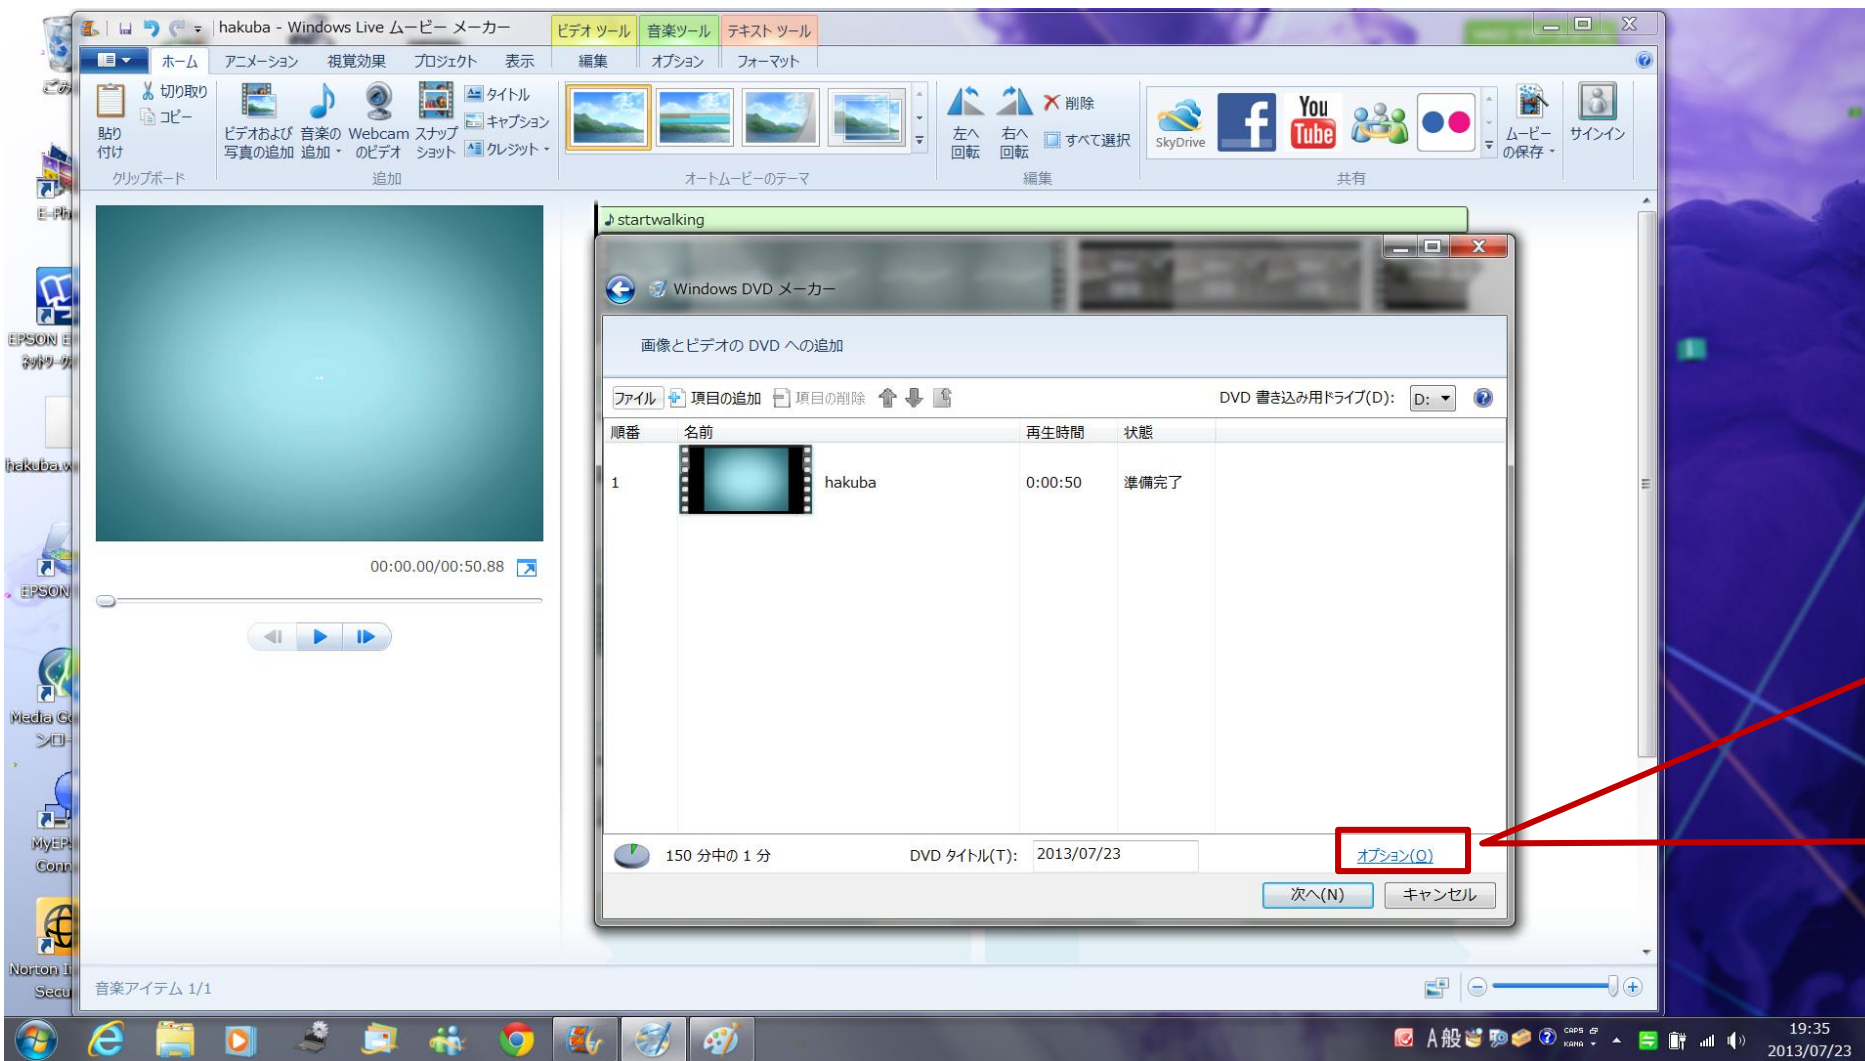 hakuba - Windows Live ムービー メーカー
ビデオ ツール
音楽ツール
テキスト ツール
ホーム
アニメーション
視覚効果
プロジェクト
表示
編集
オプション
フォーマット
貼り
付け
切り取り
コピー
クリップボード
ビデオおよび
写真の追加
音楽の
追加
Webcam
のビデオ
スナップ
ショット
タイトル
キャプション
クレジット
追加
オートムービーのテーマ
左へ
回転
右へ
回転
削除
すべて選択
編集
SkyDrive
f
You
Tube
共有
ムービー
の保存
サインイン
startwalking
00:00.00/00:50.88
Windows DVD メーカー
画像とビデオの DVD への追加
ファイル
項目の追加
項目の削除
DVD 書き込み用ドライブ(D):
D:
順番
名前
再生時間
状態
1
hakuba
0:00:50
準備完了
150 分中の 1 分
DVD タイトル(T):
2013/07/23
オプション(O)
次へ(N)
キャンセル
音楽アイテム 1/1
EPSON E
hakuba.w
EPSON
Media Go
ンロー
MyEPS
Conn
Norton I
Secu
A 般
CAPS
KANA
19:35
2013/07/23